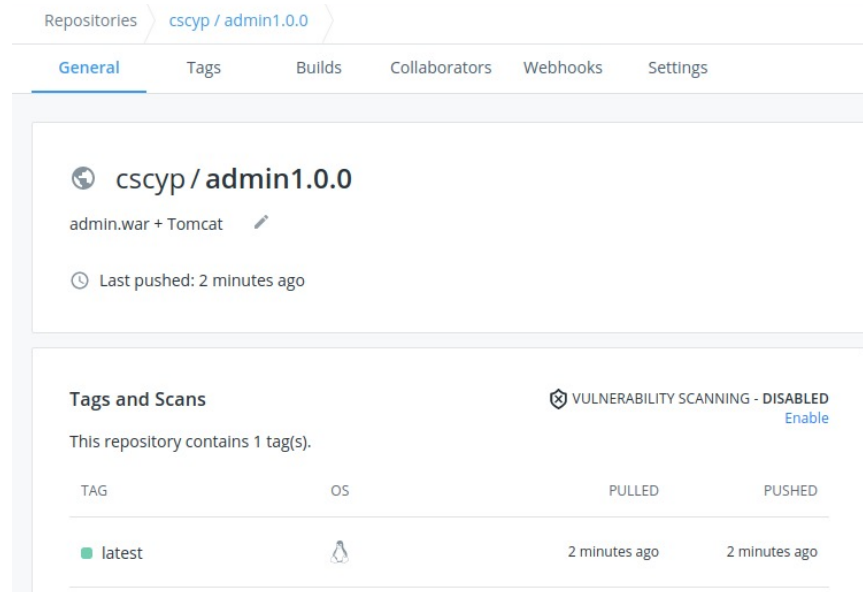 Repositories cscyp / admin1.0.0
General Tags Builds Collaborators Webhooks Settings
cscyp / admin1.0.0
admin.war + Tomcat
Last pushed: 2 minutes ago
Tags and Scans
VULNERABILITY SCANNING - DISABLED
Enable
This repository contains 1 tag(s).
TAG OS PULLED PUSHED
latest 2 minutes ago 2 minutes ago